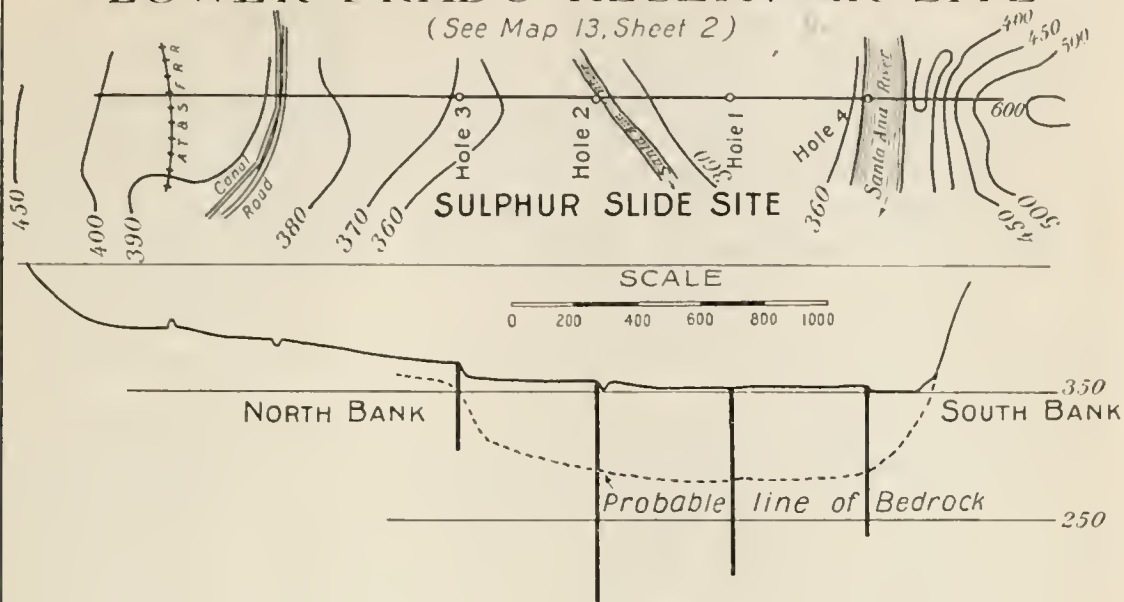 (See Map 13, Sheet 2)
400
450
500
600
A T & S F R R
Hole 3
Hole 2
Hole 1
Hole 4
Santa Ana River
Canal
Road
Santa Ana
360
450
400
390
380
370
360
SULPHUR SLIDE SITE
360
450
500
SCALE
0 200 400 600 800 1000
350
NORTH BANK
SOUTH BANK
Probable line of Bedrock
250